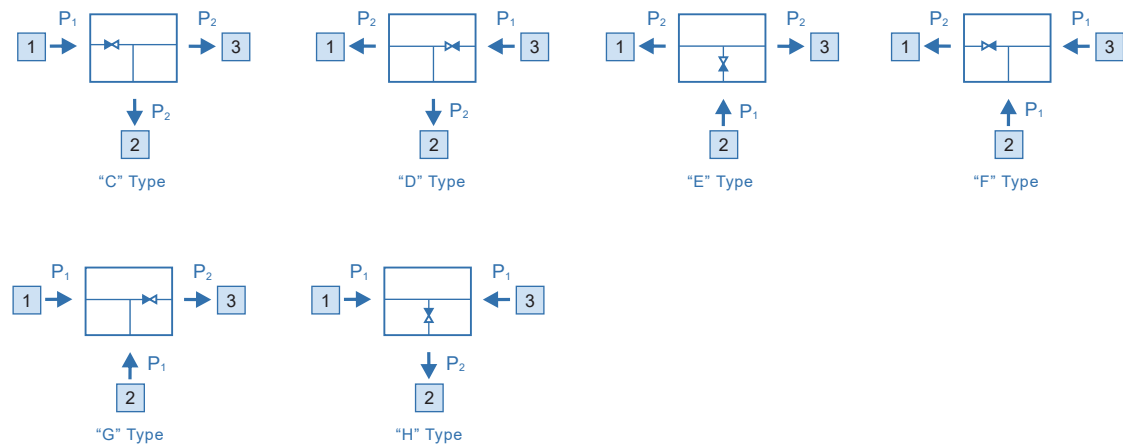 P₁ P₂
1 3
P₂
2
“C” Type
P₂ P₁
1 3
P₂
2
“D” Type
P₂ P₂
1 3
P₁
2
“E” Type
P₂ P₁
1 3
P₁
2
“F” Type
P₁ P₂
1 3
P₁
2
“G” Type
P₁ P₁
1 3
P₂
2
“H” Type